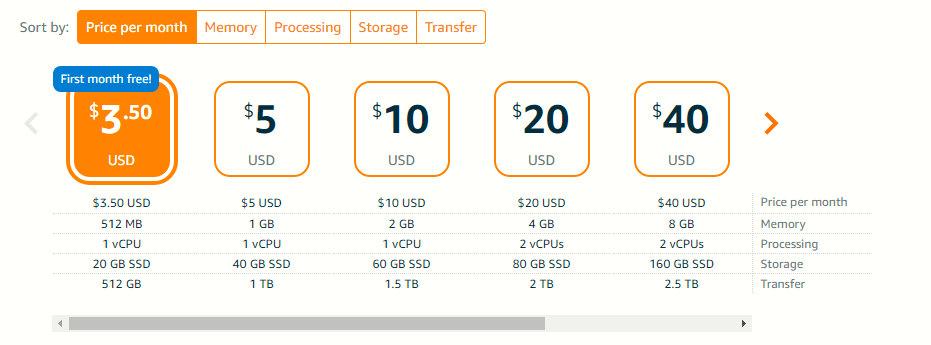 Sort by: Price per month Memory Processing Storage Transfer
First month free!
$3.50 $5 $10 $20 $40
USD USD USD USD USD
$3.50 USD $5 USD $10 USD $20 USD $40 USD Price per month
512 MB 1 GB 2 GB 4 GB 8 GB Memory
1 vCPU 1 vCPU 1 vCPU 2 vCPUs 2 vCPUs Processing
20 GB SSD 40 GB SSD 60 GB SSD 80 GB SSD 160 GB SSD Storage
512 GB 1 TB 1.5 TB 2 TB 2.5 TB Transfer